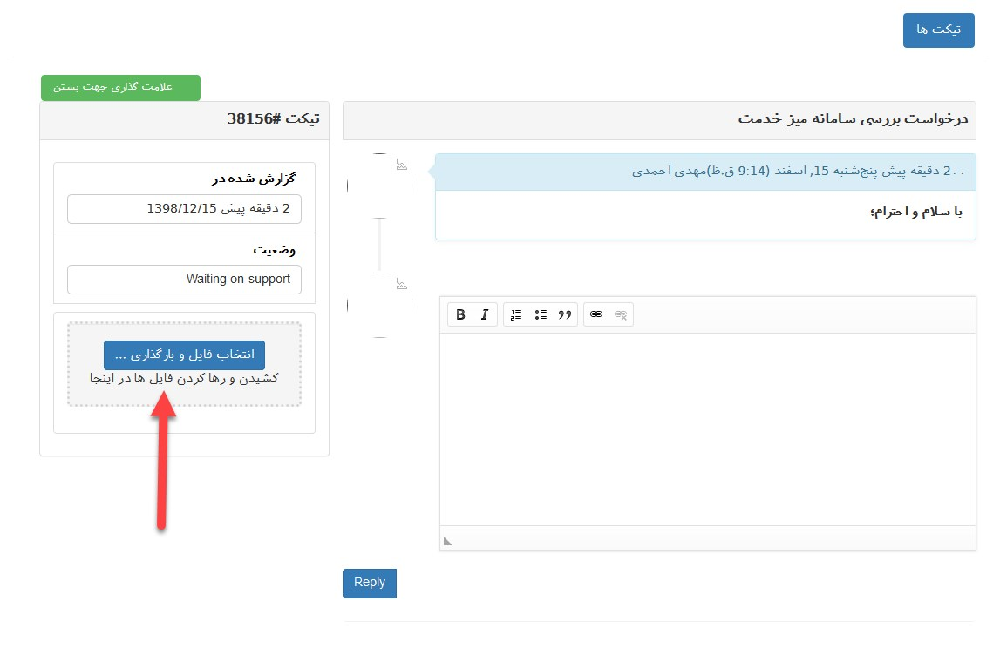 تیکت ها
علامت گذاری جهت بستن
درخواست بررسی سامانه میز خدمت
. . 2 دقیقه پیش پنج‌شنبه 15, اسفند (9:14 ق.ظ)مهدی احمدی
با سلام و احترام؛
Reply
تیکت #38156
گزارش شده در
2 دقیقه پیش 1398/12/15
وضعیت
Waiting on support
انتخاب فایل و بارگذاری ...
کشیدن و رها کردن فایل ها در اینجا